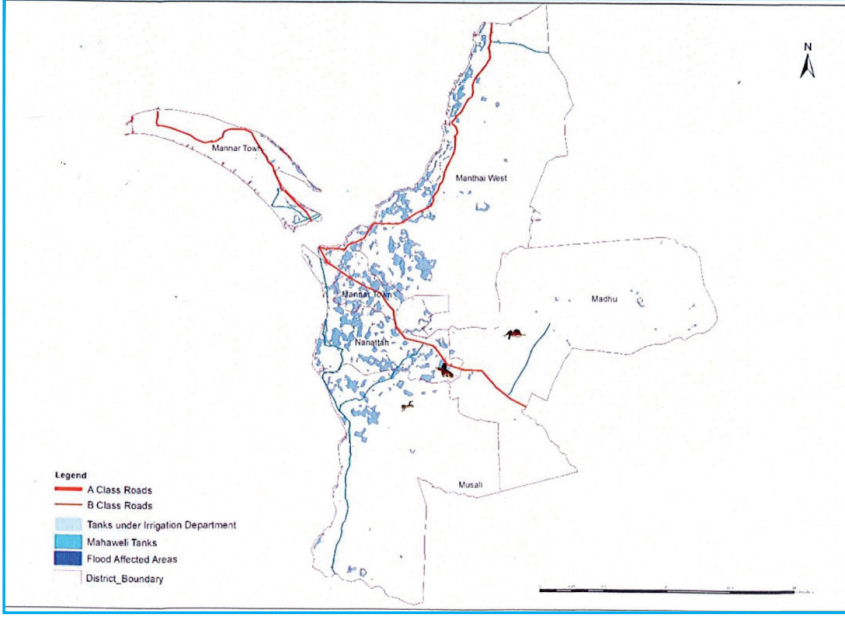 N
Mannar Town
Manthai West
Mannar Town
Madhu
Nanattan
Musali
Legend
A Class Roads
B Class Roads
Tanks under Irrigation Department
Mahaweli Tanks
Flood Affected Areas
District_Boundary